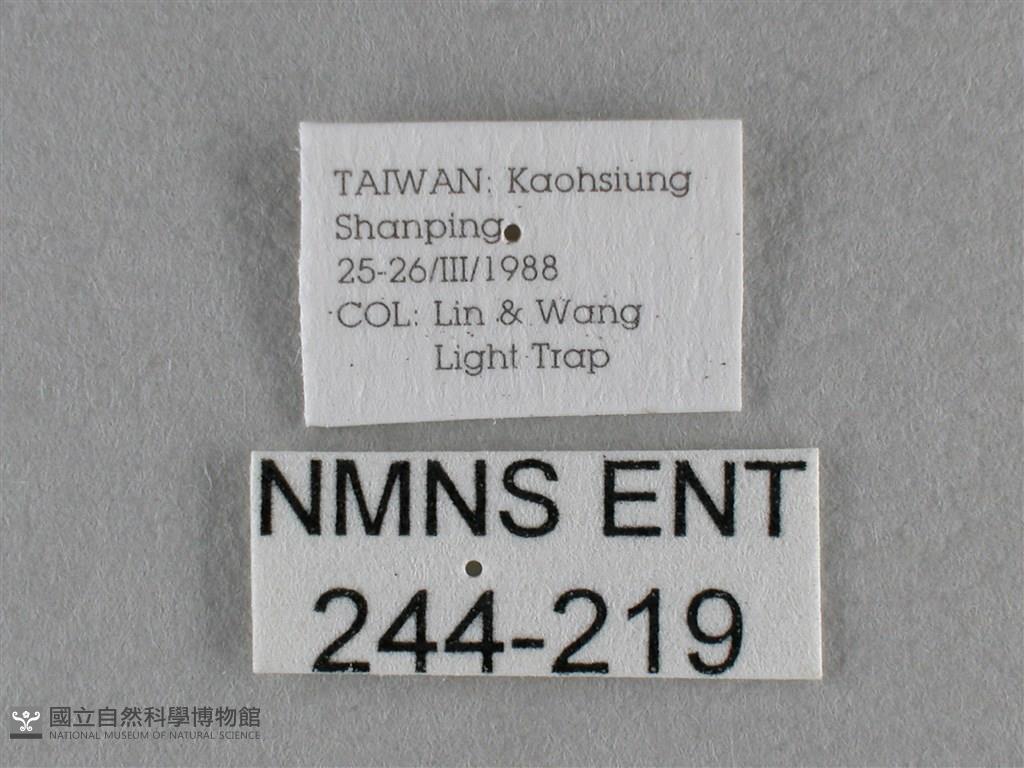 TAIWAN: Kaohsiung
Shanping
25-26/III/1988
COL: Lin & Wang
Light Trap
NMNS ENT
244-219
國立自然科學博物館
NATIONAL MUSEUM OF NATURAL SCIENCE